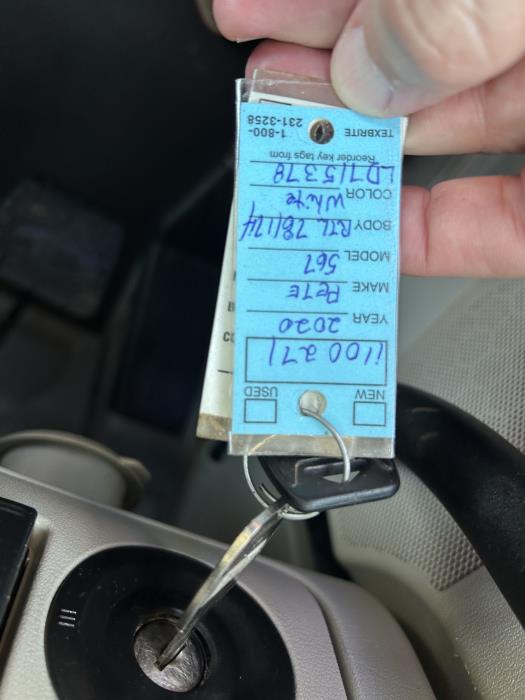 NEW USED
1100271
YEAR 2020
MAKE PETE
MODEL 567
BODY RTL
COLOR White
LD715378
Reorder key tags from
TEXBRITE 1-800-
231-3258